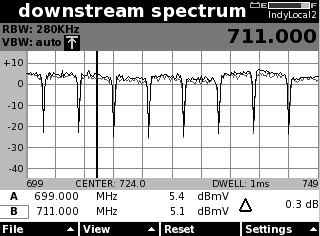 downstream spectrum
E F
IndyLocal2
RBW: 280KHz
VBW: auto
711.000
+10
0
-10
-20
-30
-40
699 CENTER: 724.0 DWELL: 1ms 749
A 699.000 MHz 5.4 dBmV
B 711.000 MHz 5.1 dBmV
Δ 0.3 dB
File View Reset Settings